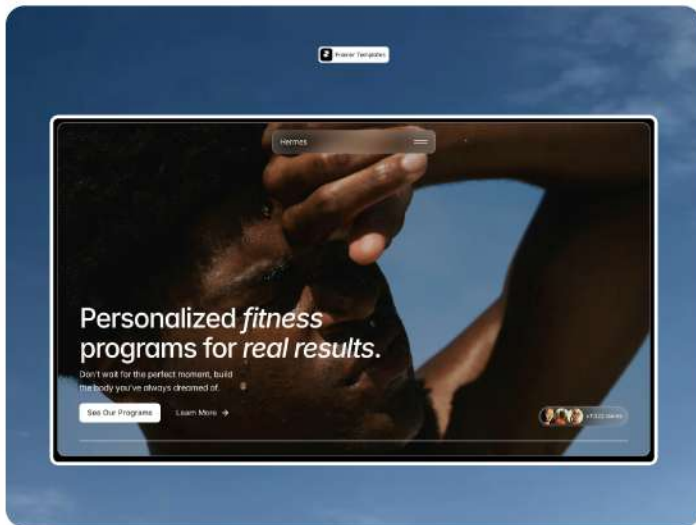 Framer Templates
Hermes
Personalized fitness
programs for real results.
Don't wait for the perfect moment, build
the body you've always dreamed of.
See Our Programs
Learn More →